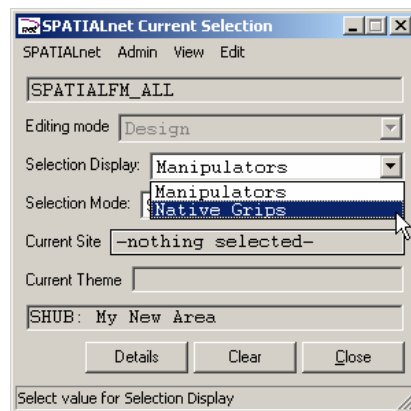 SPATIALnet Current Selection
SPATIALnet Admin View Edit
SPATIALFM_ALL
Editing mode Design
Selection Display: Manipulators
Manipulators
Selection Mode: Native Grips
Current Site -nothing selected-
Current Theme
SHUB: My New Area
Details Clear Close
Select value for Selection Display